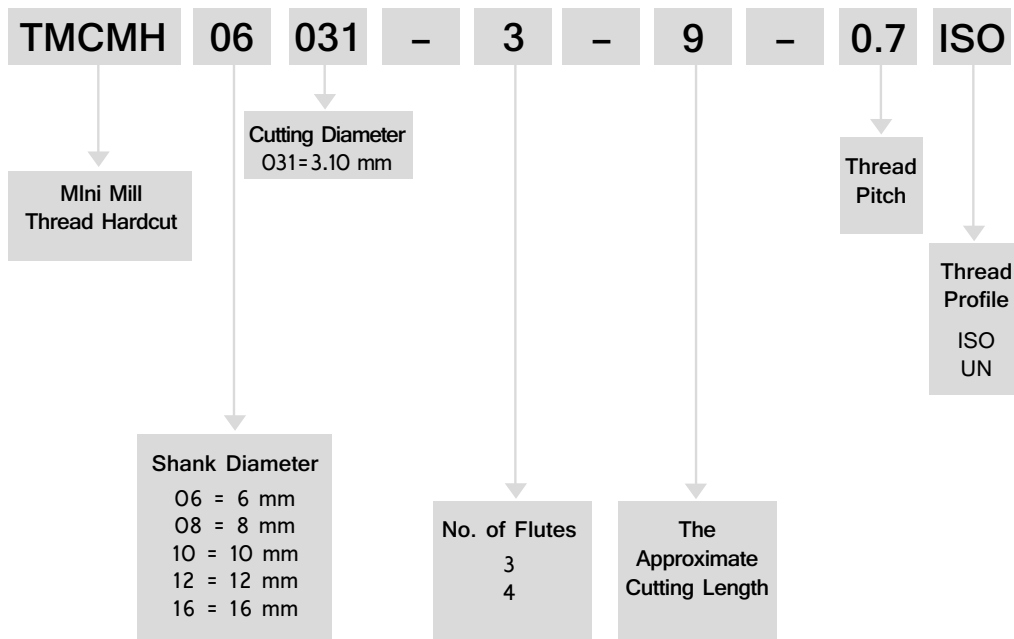 TMCMH 06 031 – 3 – 9 – 0.7 ISO
Cutting Diameter
031=3.10 mm
MIni Mill
Thread Hardcut
Thread
Pitch
Thread
Profile
ISO
UN
Shank Diameter
06 = 6 mm
08 = 8 mm
10 = 10 mm
12 = 12 mm
16 = 16 mm
No. of Flutes
3
4
The
Approximate
Cutting Length